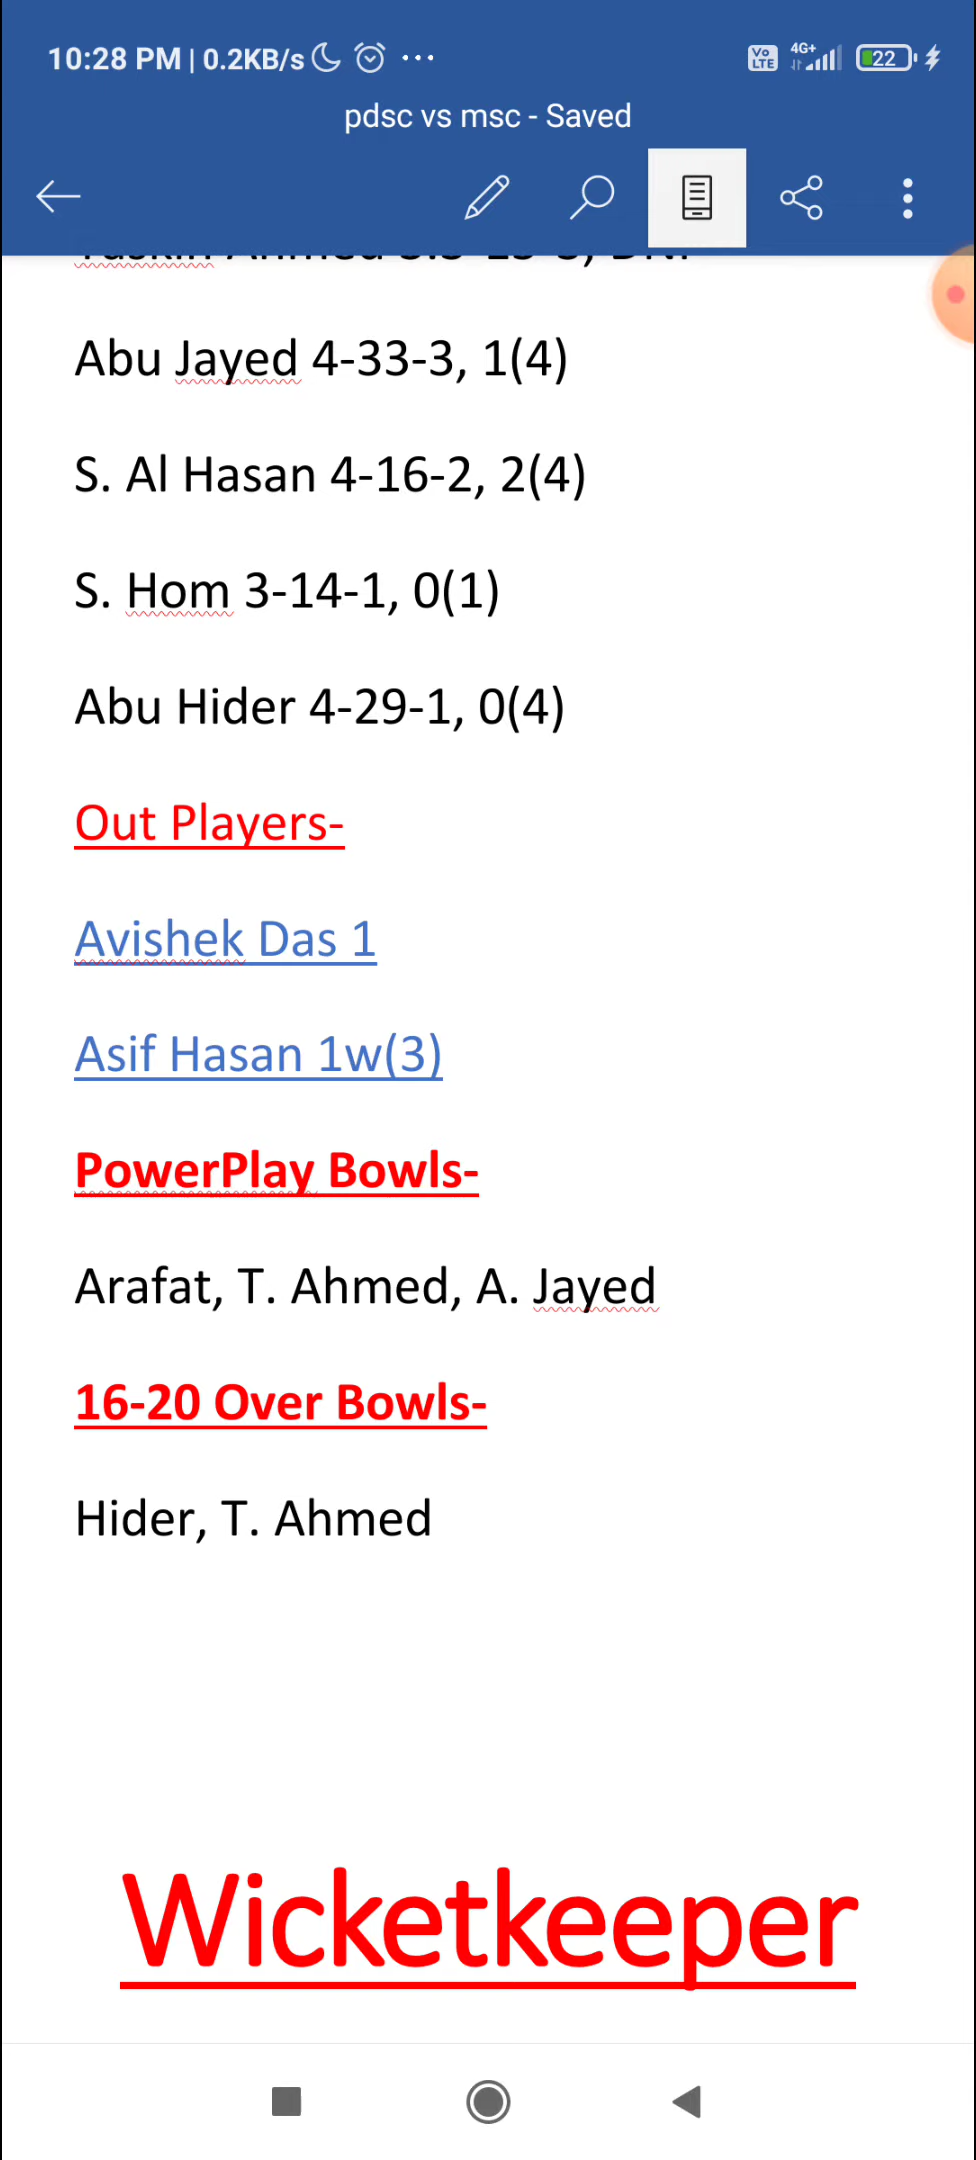 10:28 PM | 0.2KB/s ...
Vo LTE 4G+ 22
pdsc vs msc - Saved
Abu Jayed 4-33-3, 1(4)
S. Al Hasan 4-16-2, 2(4)
S. Hom 3-14-1, 0(1)
Abu Hider 4-29-1, 0(4)
Out Players-
Avishek Das 1
Asif Hasan 1w(3)
PowerPlay Bowls-
Arafat, T. Ahmed, A. Jayed
16-20 Over Bowls-
Hider, T. Ahmed
Wicketkeeper